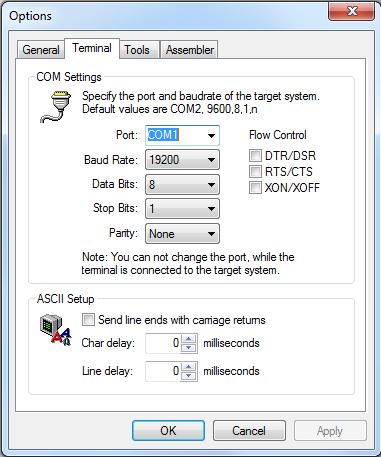 Options
General Terminal Tools Assembler
COM Settings
Specify the port and baudrate of the target system.
Default values are COM2, 9600,8,1,n
Port: COM1 Flow Control
Baud Rate: 19200 DTR/DSR
RTS/CTS
Data Bits: 8 XON/XOFF
Stop Bits: 1
Parity: None
Note: You can not change the port, while the
terminal is connected to the target system.
ASCII Setup
Send line ends with carriage returns
Char delay: 0 milliseconds
Line delay: 0 milliseconds
OK Cancel Apply